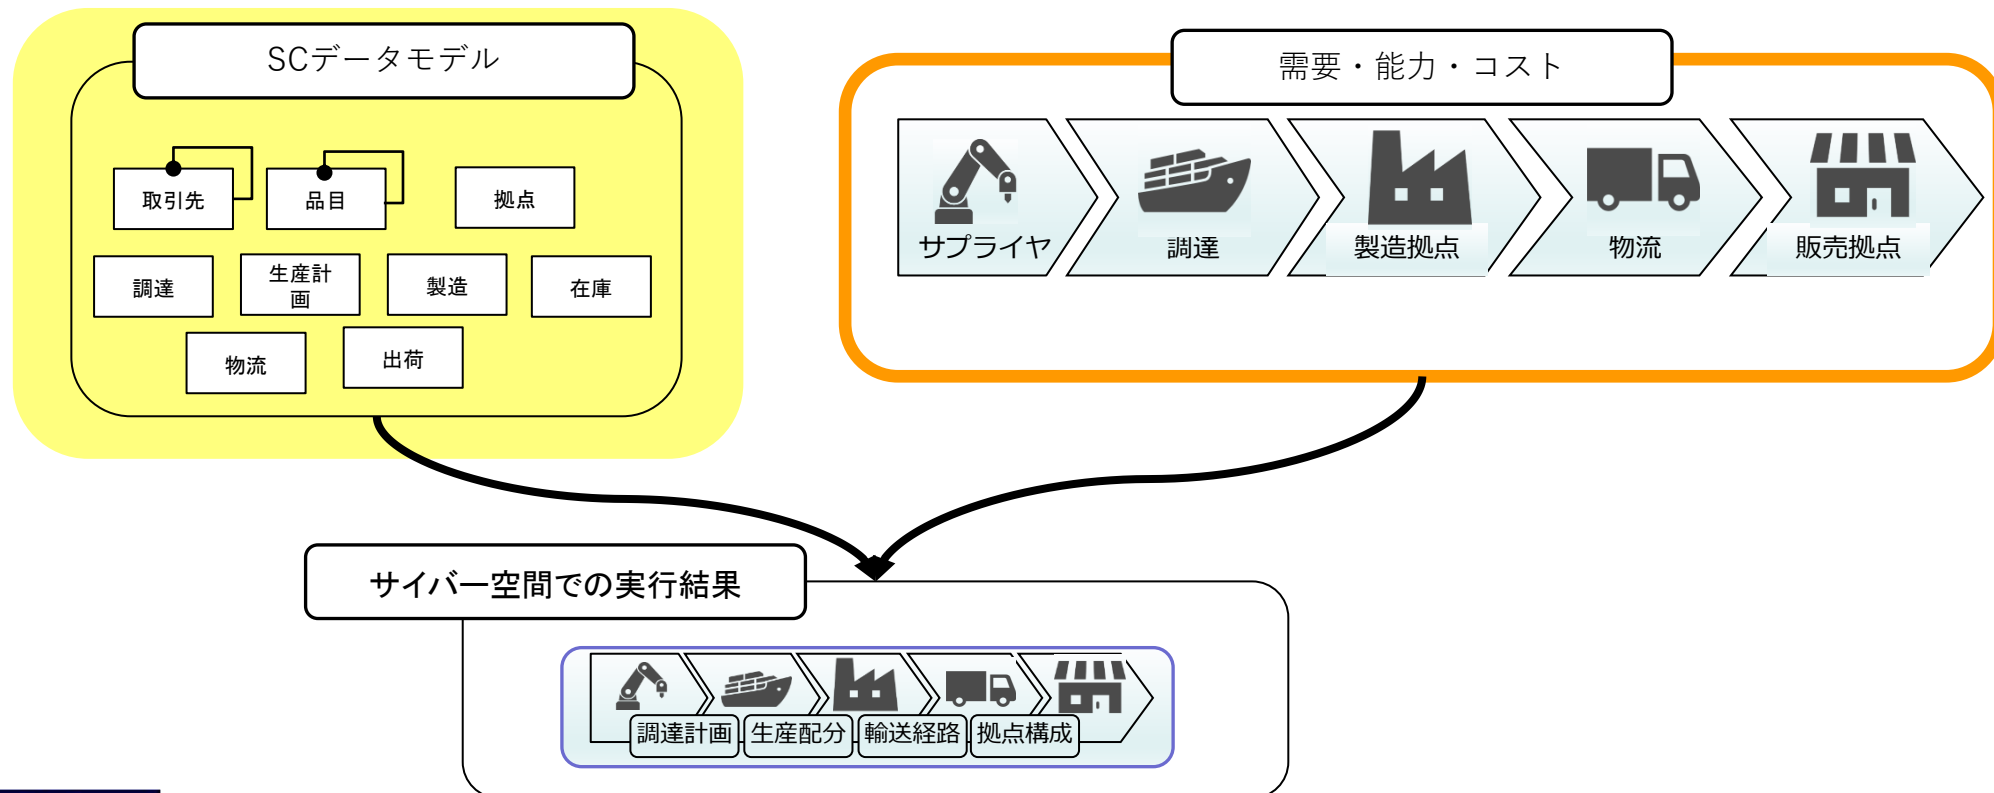 SCデータモデル
取引先
品目
拠点
調達
生産計
画
製造
在庫
物流
出荷
需要・能力・コスト
サプライヤ
調達
製造拠点
物流
販売拠点
サイバー空間での実行結果
調達計画
生産配分
輸送経路
拠点構成